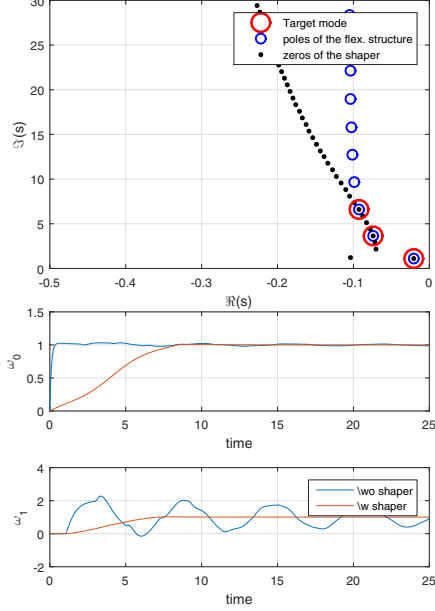 30
25
20
15
10
5
0
ℑ(s)
Target mode
poles of the flex. structure
zeros of the shaper
-0.5 -0.4 -0.3 -0.2 -0.1 0
ℜ(s)
1.5
1
0.5
0
ω0
0 5 10 15 20 25
time
4
2
0
-2
ω1
\wo shaper
\w shaper
0 5 10 15 20 25
time